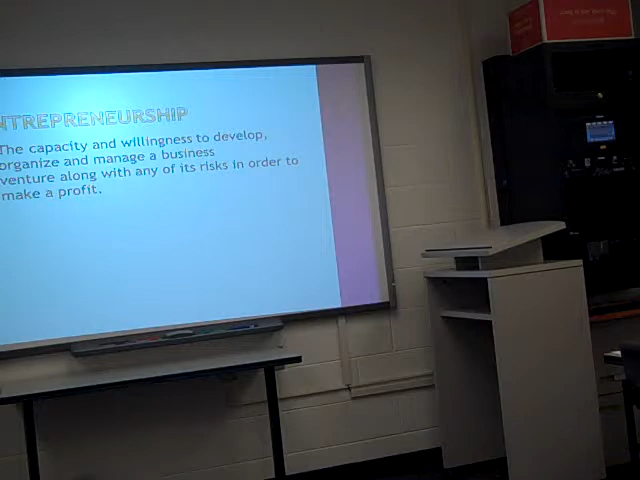 NTREPRENEURSHIP
The capacity and willingness to develop,
organize and manage a business
venture along with any of its risks in order to
make a profit.